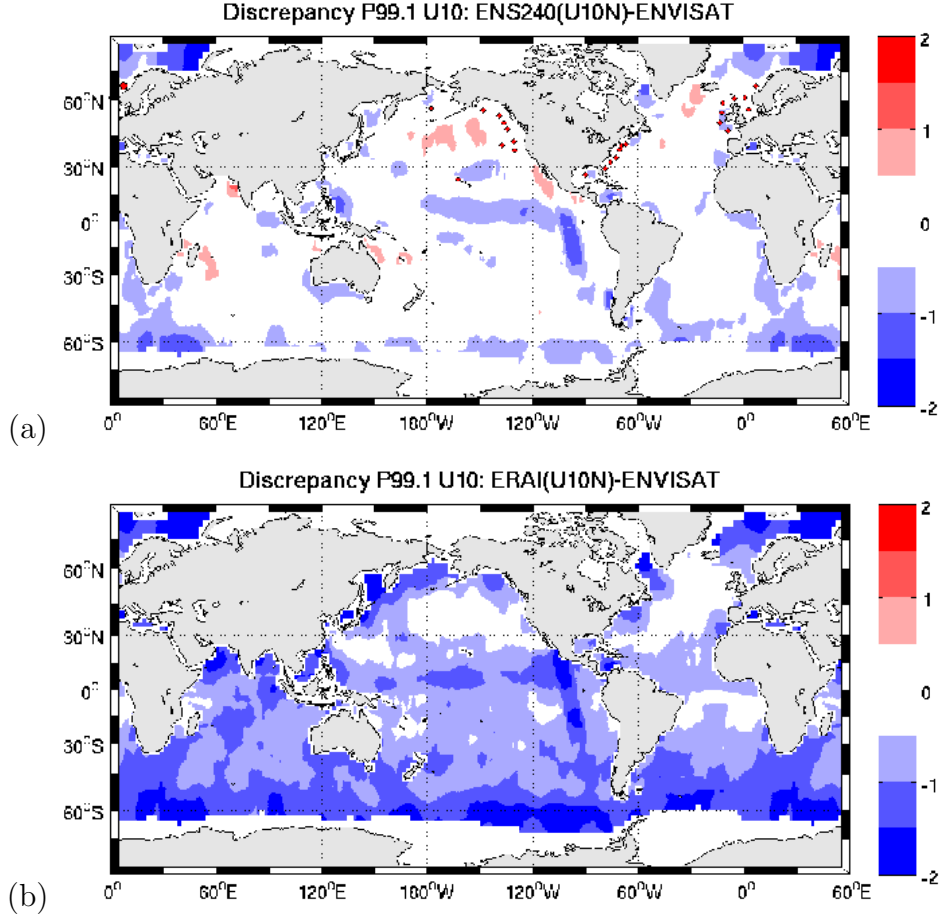 Discrepancy P99.1 U10: ENS240(U10N)-ENVISAT
60°N
30°N
0°
30°S
60°S
0° 60°E 120°E 180°W 120°W 60°W 0° 60°E
2
1
0
-1
-2
(a)
Discrepancy P99.1 U10: ERAI(U10N)-ENVISAT
60°N
30°N
0°
30°S
60°S
0° 60°E 120°E 180°W 120°W 60°W 0° 60°E
2
1
0
-1
-2
(b)